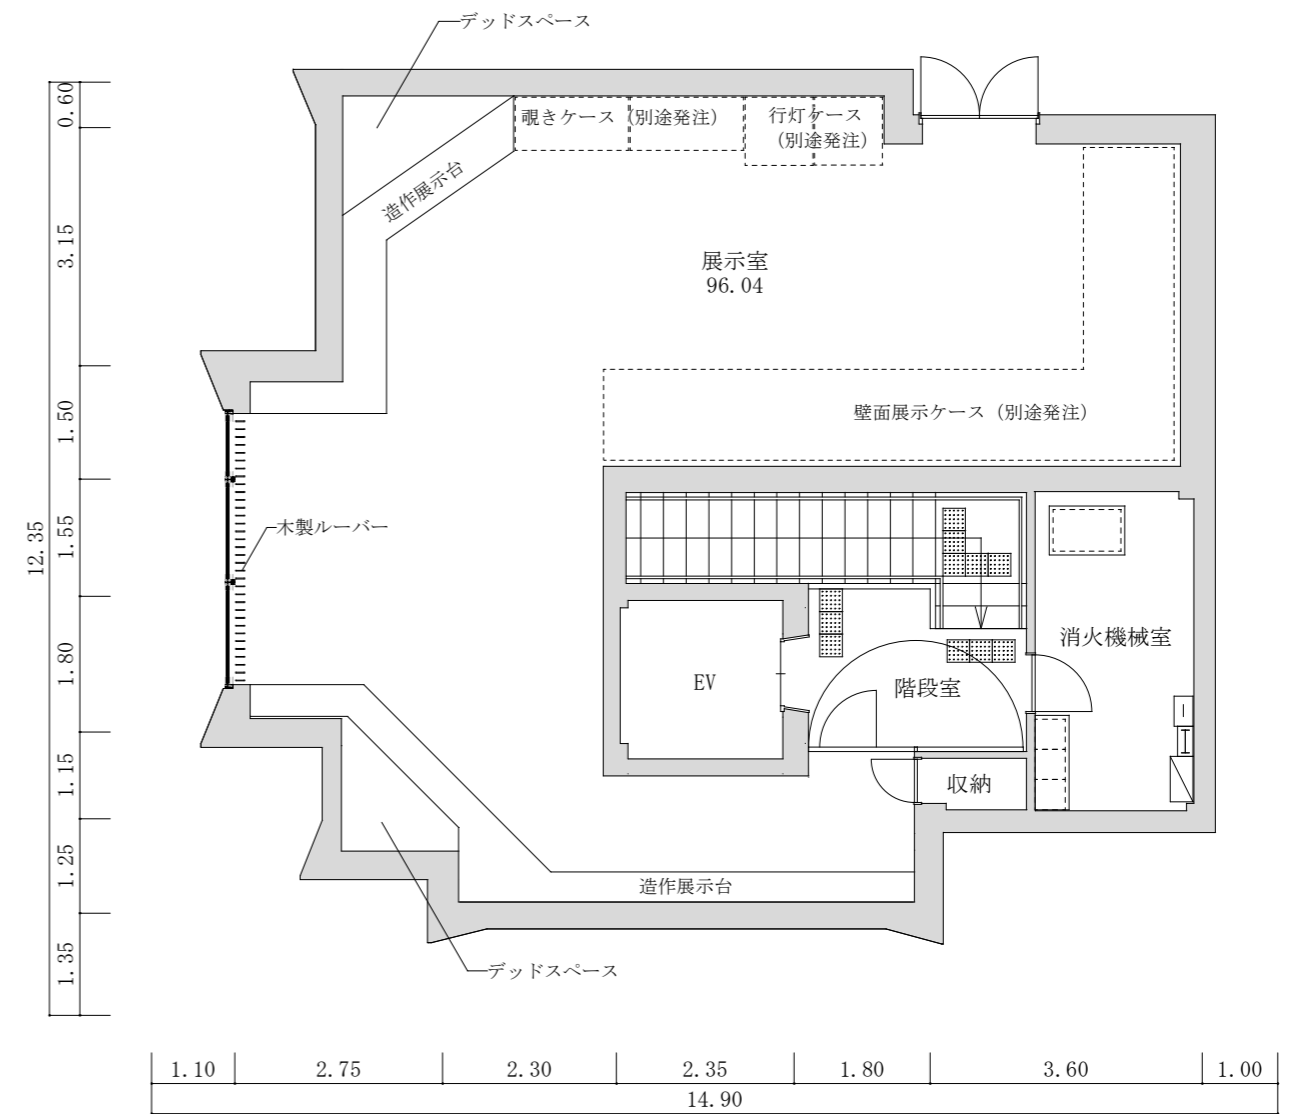 デッドスペース
覗きケース（別途発注）
行灯ケース
（別途発注）
造作展示台
展示室
96.04
壁面展示ケース（別途発注）
木製ルーバー
消火機械室
EV
階段室
収納
造作展示台
デッドスペース
0.60
3.15
1.50
1.55
1.80
1.15
1.25
1.35
12.35
1.10
2.75
2.30
2.35
1.80
3.60
1.00
14.90